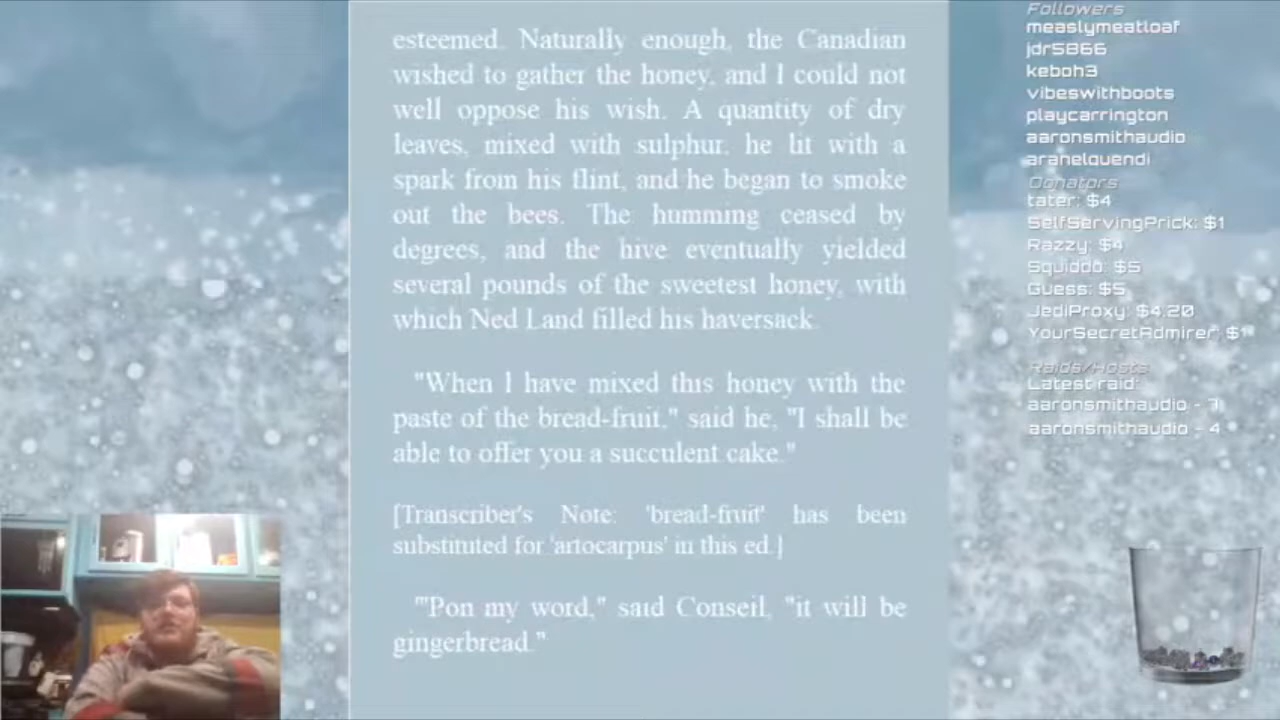 esteemed. Naturally enough, the Canadian
wished to gather the honey, and I could not
well oppose his wish. A quantity of dry
leaves, mixed with sulphur, he lit with a
spark from his flint, and he began to smoke
out the bees. The humming ceased by
degrees, and the hive eventually yielded
several pounds of the sweetest honey, with
which Ned Land filled his haversack.
"When I have mixed this honey with the
paste of the bread-fruit," said he, "I shall be
able to offer you a succulent cake."
[Transcriber's Note: 'bread-fruit' has been
substituted for 'artocarpus' in this ed.]
"'Pon my word," said Conseil, "it will be
gingerbread."
Followers
measlymeatloaf
jdr5866
keboh3
vibeswithboots
playcarrington
aaronsmithaudio
aranelquendi
Donators
tater: $4
SelfServingPrick: $1
Razzy: $4
Squiddo: $5
Guess: $5
JediProxy: $4.20
YourSecretAdmirer: $1
Raids/Hosts
Latest raid:
aaronsmithaudio - 7
aaronsmithaudio - 4